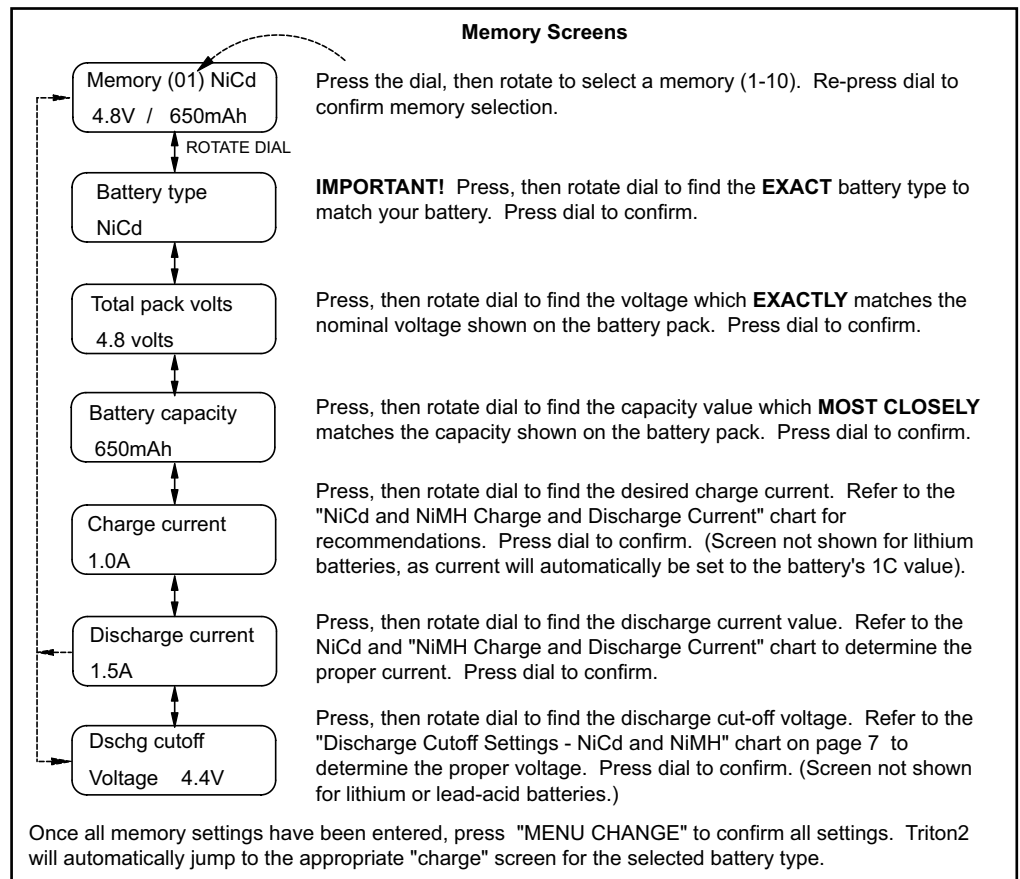 Memory Screens
Memory (01) NiCd
4.8V / 650mAh
Press the dial, then rotate to select a memory (1-10). Re-press dial to
confirm memory selection.
ROTATE DIAL
Battery type
NiCd
IMPORTANT! Press, then rotate dial to find the EXACT battery type to
match your battery. Press dial to confirm.
Total pack volts
4.8 volts
Press, then rotate dial to find the voltage which EXACTLY matches the
nominal voltage shown on the battery pack. Press dial to confirm.
Battery capacity
650mAh
Press, then rotate dial to find the capacity value which MOST CLOSELY
matches the capacity shown on the battery pack. Press dial to confirm.
Charge current
1.0A
Press, then rotate dial to find the desired charge current. Refer to the
"NiCd and NiMH Charge and Discharge Current" chart for
recommendations. Press dial to confirm. (Screen not shown for lithium
batteries, as current will automatically be set to the battery's 1C value).
Discharge current
1.5A
Press, then rotate dial to find the discharge current value. Refer to the
NiCd and "NiMH Charge and Discharge Current" chart to determine the
proper current. Press dial to confirm.
Dschg cutoff
Voltage 4.4V
Press, then rotate dial to find the discharge cut-off voltage. Refer to the
"Discharge Cutoff Settings - NiCd and NiMH" chart on page 7 to
determine the proper voltage. Press dial to confirm. (Screen not shown
for lithium or lead-acid batteries.)
Once all memory settings have been entered, press "MENU CHANGE" to confirm all settings. Triton2
will automatically jump to the appropriate "charge" screen for the selected battery type.